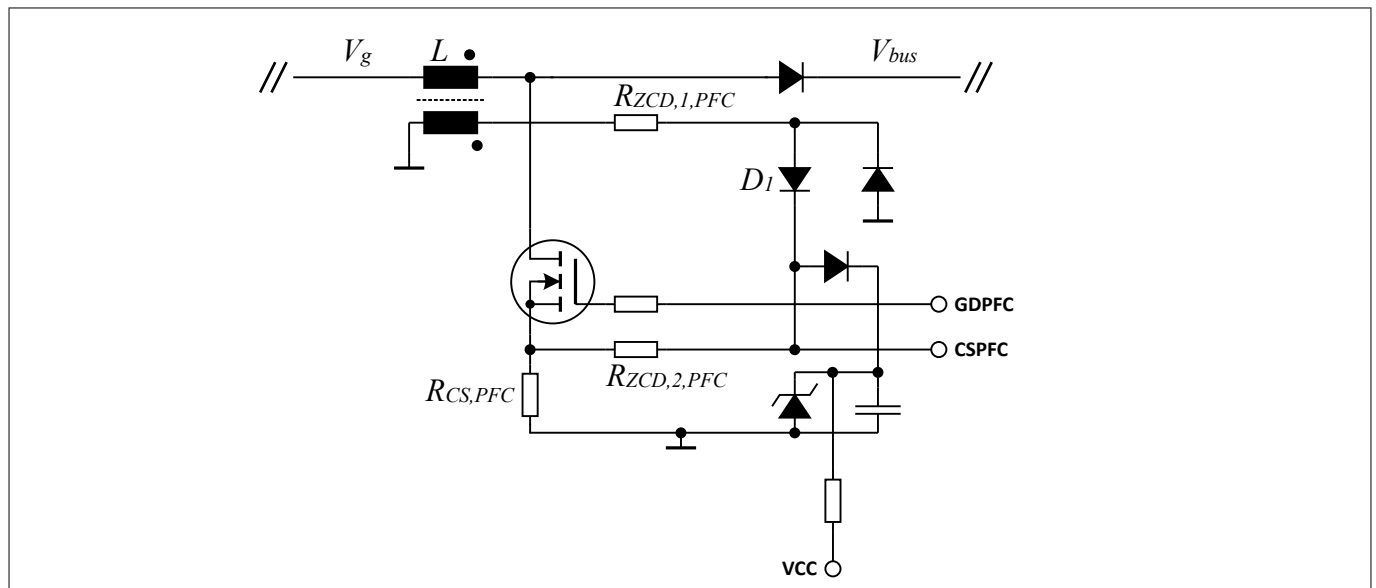 Vg L Vbus
RZCD,1,PFC
D1
GDPFC
CSPFC
RZCD,2,PFC
RCS,PFC
VCC